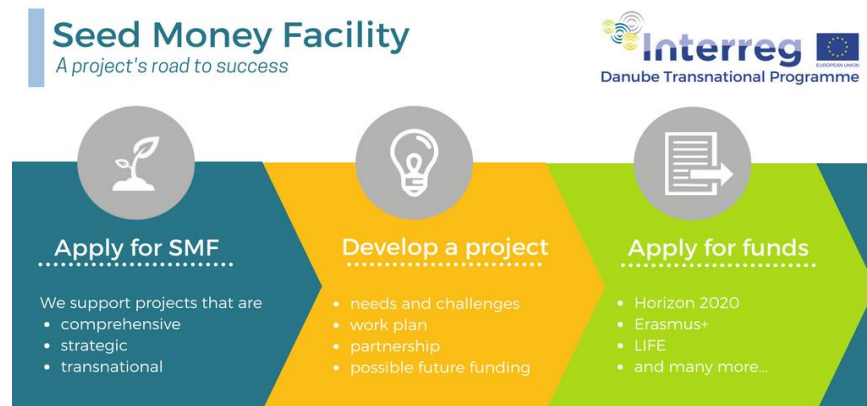 Seed Money Facility
A project's road to success
Interreg
EUROPEAN UNION
Danube Transnational Programme
Apply for SMF
We support projects that are
• comprehensive
• strategic
• transnational
Develop a project
• needs and challenges
• work plan
• partnership
• possible future funding
Apply for funds
• Horizon 2020
• Erasmus+
• LIFE
• and many more...